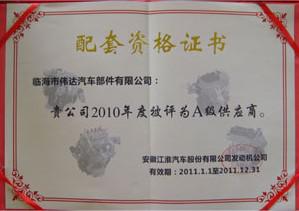 配套资格证书
临海市伟达汽车部件有限公司：
贵公司2010年度被评为A级供应商。
安徽江淮汽车股份有限公司发动机公司
有效期：2011.1.1至2011.12.31